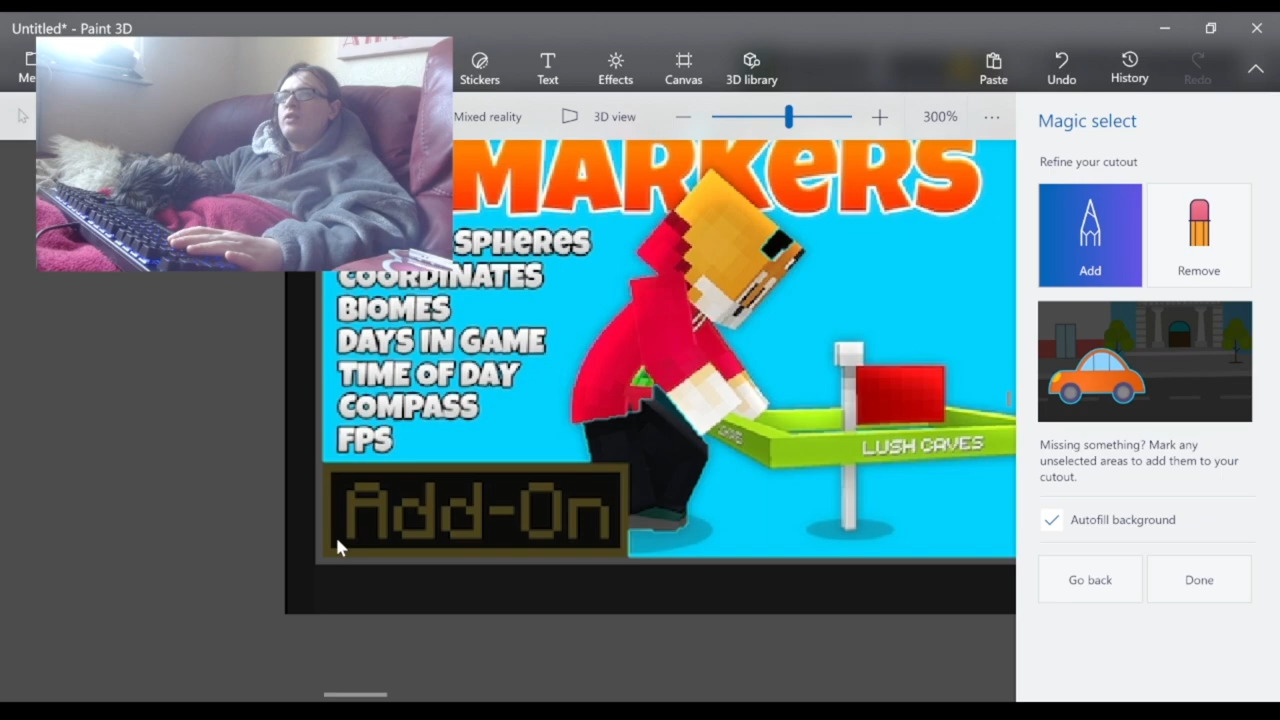 Untitled* - Paint 3D
Stickers
Text
Effects
Canvas
3D library
Paste
Undo
History
Redo
Mixed reality
3D view
300%
Magic select
Refine your cutout
Add
Remove
Missing something? Mark any
unselected areas to add them to your
cutout.
Autofill background
Go back
Done
MARKERS
SPHERES
COORDINATES
BIOMES
DAYS IN GAME
TIME OF DAY
COMPASS
FPS
LUSH CAVES
Add-On